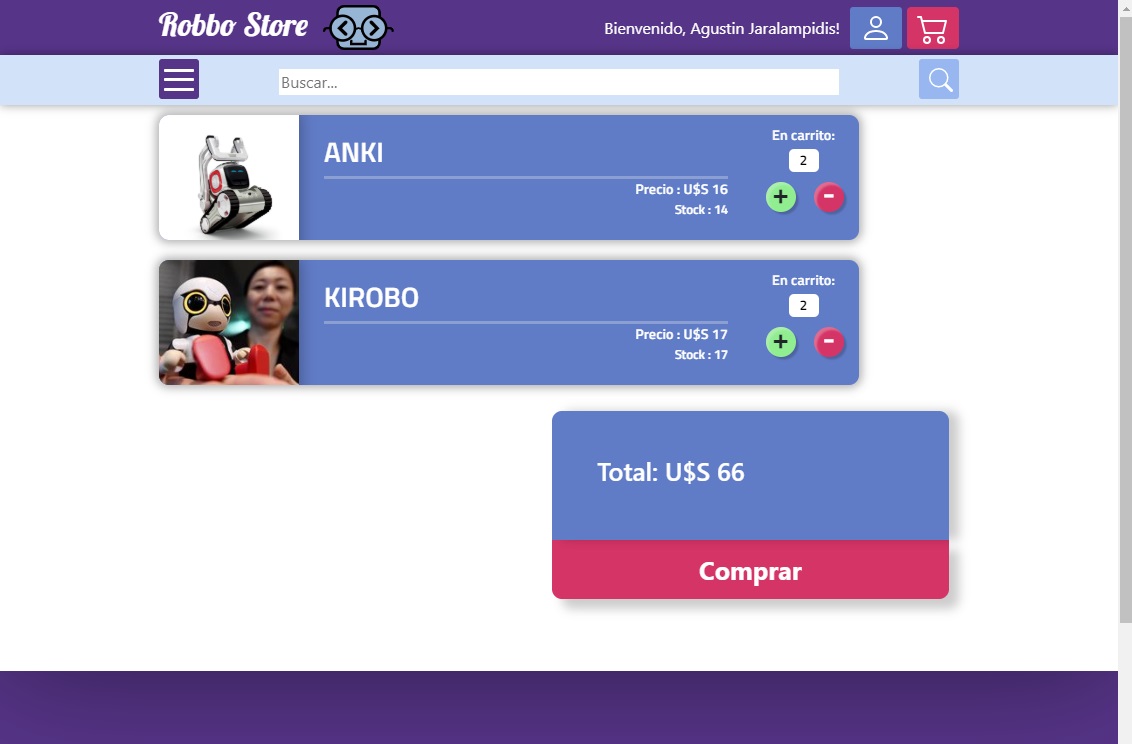 Robbo Store
Bienvenido, Agustin Jaralampidis!
Buscar...
ANKI
Precio : U$S 16
Stock : 14
En carrito:
2
+ -
KIROBO
Precio : U$S 17
Stock : 17
En carrito:
2
+ -
Total: U$S 66
Comprar